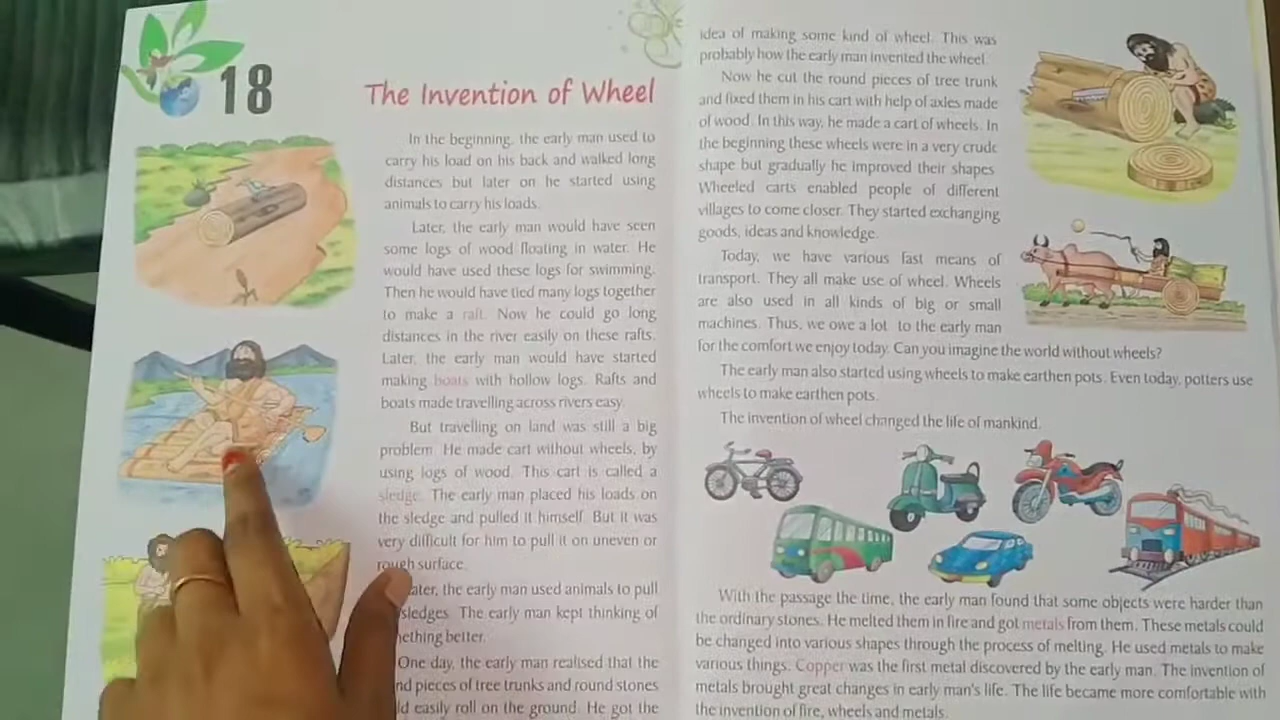 18
The Invention of Wheel
In the beginning, the early man used to
carry his load on his back and walked long
distances but later on he started using
animals to carry his loads.
Later, the early man would have seen
some logs of wood floating in water. He
would have used these logs for swimming.
Then he would have tied many logs together
to make a raft. Now he could go long
distances in the river easily on these rafts.
Later, the early man would have started
making boats with hollow logs. Rafts and
boats made travelling across rivers easy.
But travelling on land was still a big
problem. He made cart without wheels, by
using logs of wood. This cart is called a
sledge. The early man placed his loads on
the sledge and pulled it himself. But it was
very difficult for him to pull it on uneven or
rough surface.
ater, the early man used animals to pull
sledges. The early man kept thinking of
ething better.
One day, the early man realised that the
nd pieces of tree trunks and round stones
ld easily roll on the ground. He got the
idea of making some kind of wheel. This was
probably how the early man invented the wheel.
Now he cut the round pieces of tree trunk
and fixed them in his cart with help of axles made
of wood. In this way, he made a cart of wheels. In
the beginning these wheels were in a very crude
shape but gradually he improved their shapes
Wheeled carts enabled people of different
villages to come closer. They started exchanging
goods, ideas and knowledge.
Today, we have various fast means of
transport. They all make use of wheel. Wheels
are also used in all kinds of big or small
machines. Thus, we owe a lot to the early man
for the comfort we enjoy today. Can you imagine the world without wheels?
The early man also started using wheels to make earthen pots. Even today, potters use
wheels to make earthen pots.
The invention of wheel changed the life of mankind.
With the passage the time, the early man found that some objects were harder than
the ordinary stones. He melted them in fire and got metals from them. These metals could
be changed into various shapes through the process of melting. He used metals to make
various things. Copper was the first metal discovered by the early man. The invention of
metals brought great changes in early man's life. The life became more comfortable with
the invention of fire, wheels and metals.